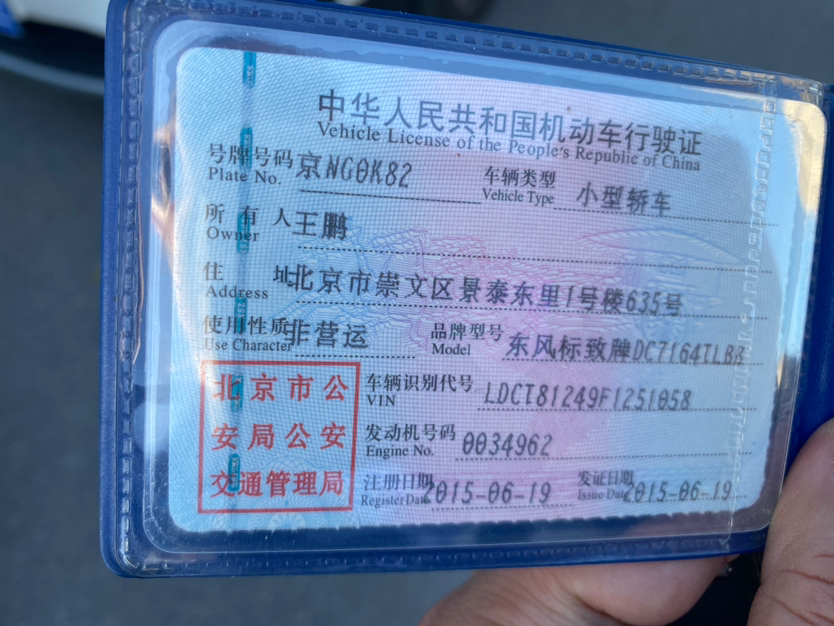 中华人民共和国机动车行驶证
Vehicle License of the People's Republic of China
号牌号码 京NG0K82 车辆类型 小型轿车
Plate No. Vehicle Type
所有人 王鹏
Owner
住址 北京市崇文区景泰东里1号楼635号
Address
使用性质 非营运 品牌型号 东风标致牌DC7164TLBB
Use Character Model
北京市公
安局公安
交通管理局
车辆识别代号 LDCT81249F1251058
VIN
发动机号码 0034962
Engine No.
注册日期 2015-06-19 发证日期 2015-06-19
Register Date Issue Date